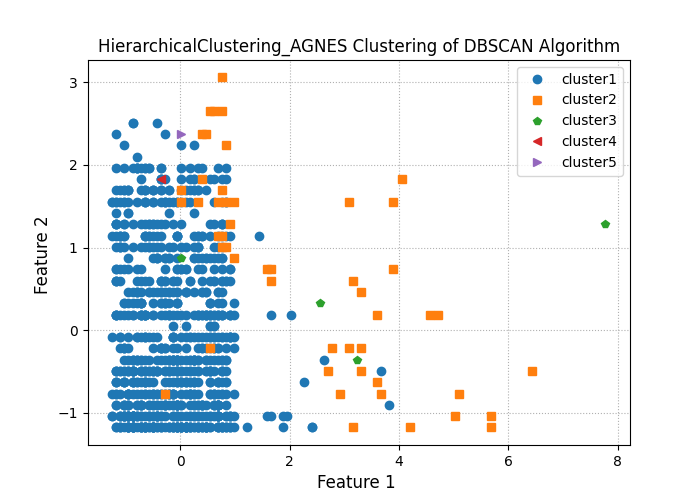 HierarchicalClustering_AGNES Clustering of DBSCAN Algorithm
cluster1
cluster2
cluster3
cluster4
cluster5
Feature 2
3
2
1
0
−1
0 2 4 6 8
Feature 1